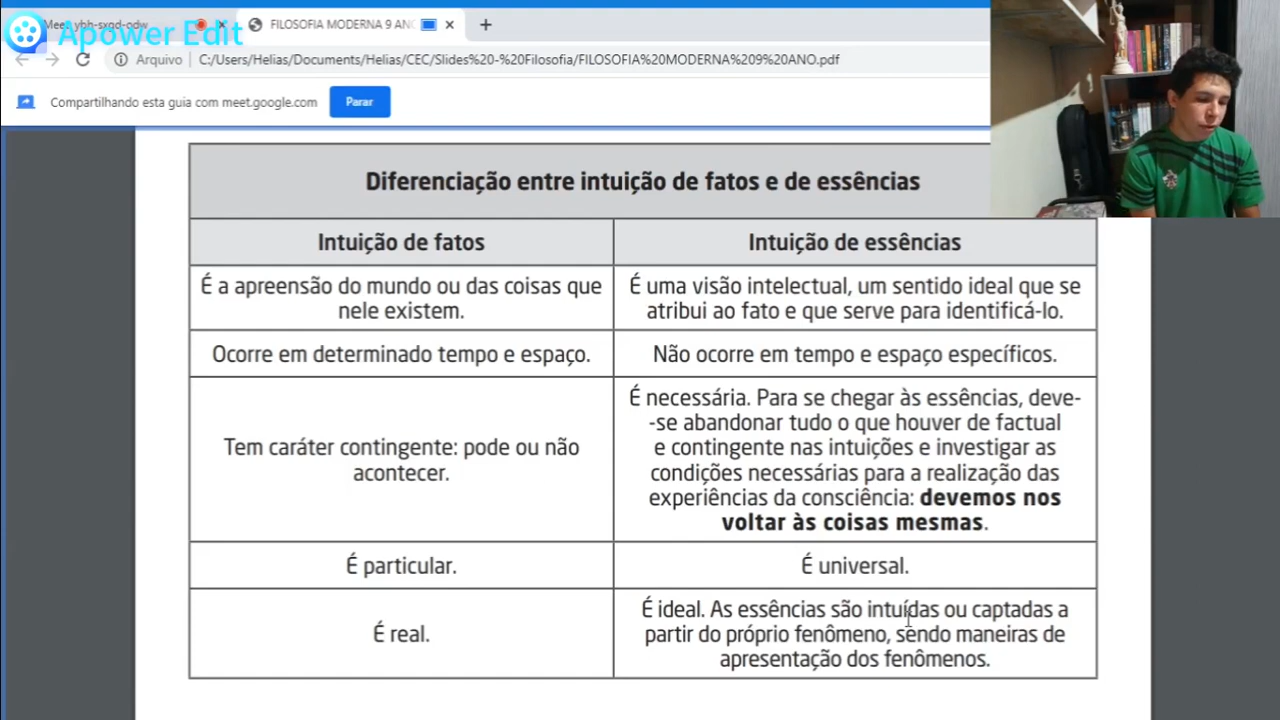 Meet ybh-sxqd-odw
FILOSOFIA MODERNA 9 ANO
Apower Edit
Arquivo
C:/Users/Helias/Documents/Helias/CEC/Slides%20-%20Filosofia/FILOSOFIA%20MODERNA%209%20ANO.pdf
Compartilhando esta guia com meet.google.com
Parar
Diferenciação entre intuição de fatos e de essências
Intuição de fatos
Intuição de essências
É a apreensão do mundo ou das coisas que
nele existem.
É uma visão intelectual, um sentido ideal que se
atribui ao fato e que serve para identificá-lo.
Ocorre em determinado tempo e espaço.
Não ocorre em tempo e espaço específicos.
Tem caráter contingente: pode ou não
acontecer.
É necessária. Para se chegar às essências, deve-
-se abandonar tudo o que houver de factual
e contingente nas intuições e investigar as
condições necessárias para a realização das
experiências da consciência: devemos nos
voltar às coisas mesmas.
É particular.
É universal.
É real.
É ideal. As essências são intuídas ou captadas a
partir do próprio fenômeno, sendo maneiras de
apresentação dos fenômenos.